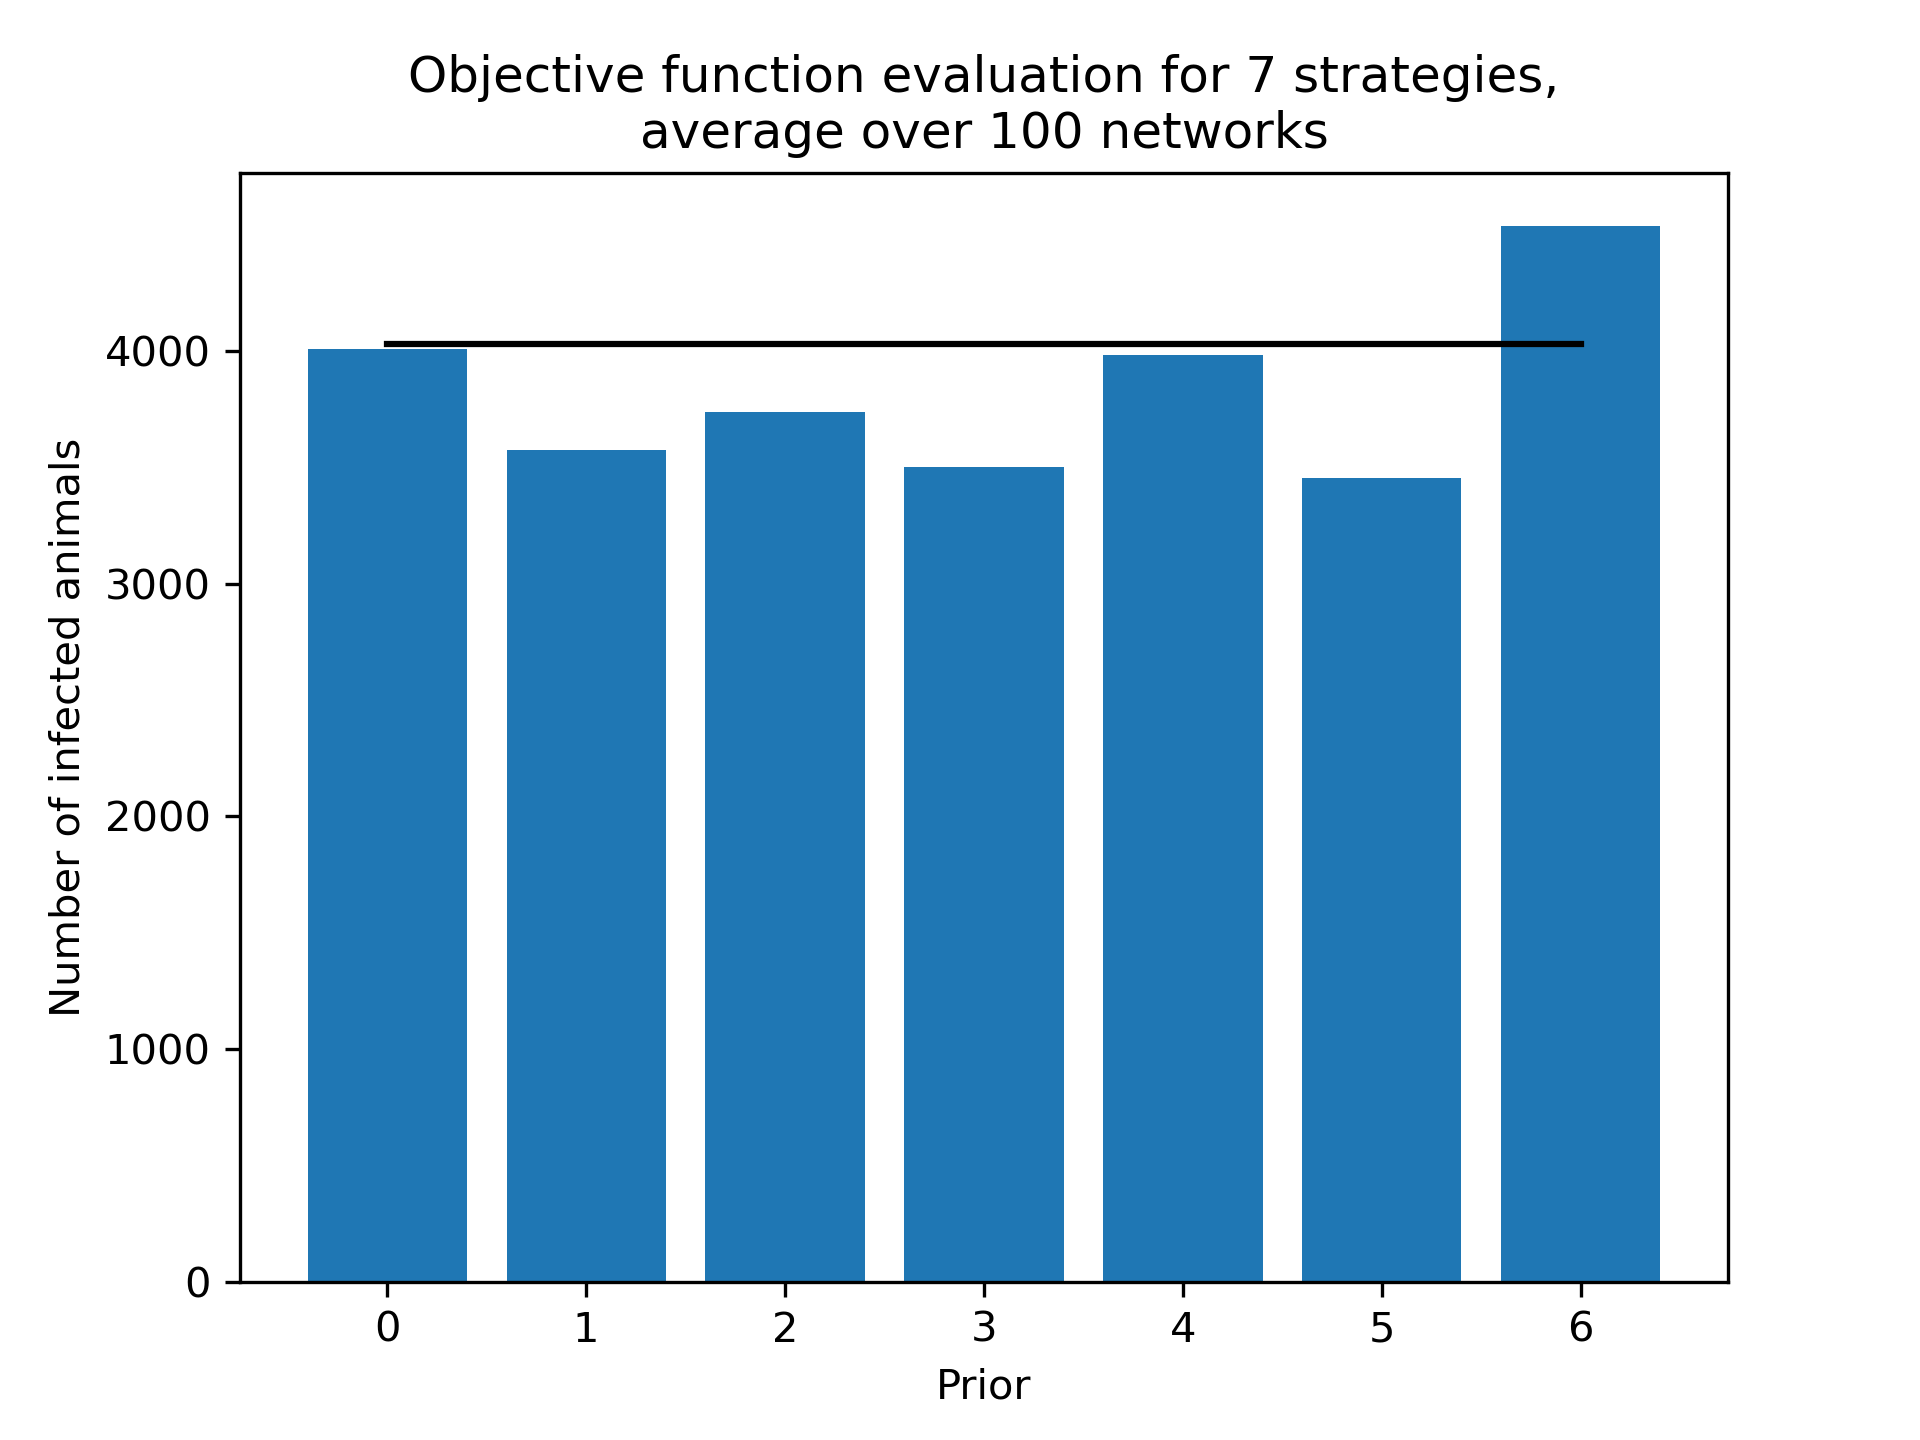 Objective function evaluation for 7 strategies,
average over 100 networks
Number of infected animals
4000
3000
2000
1000
0
0 1 2 3 4 5 6
Prior